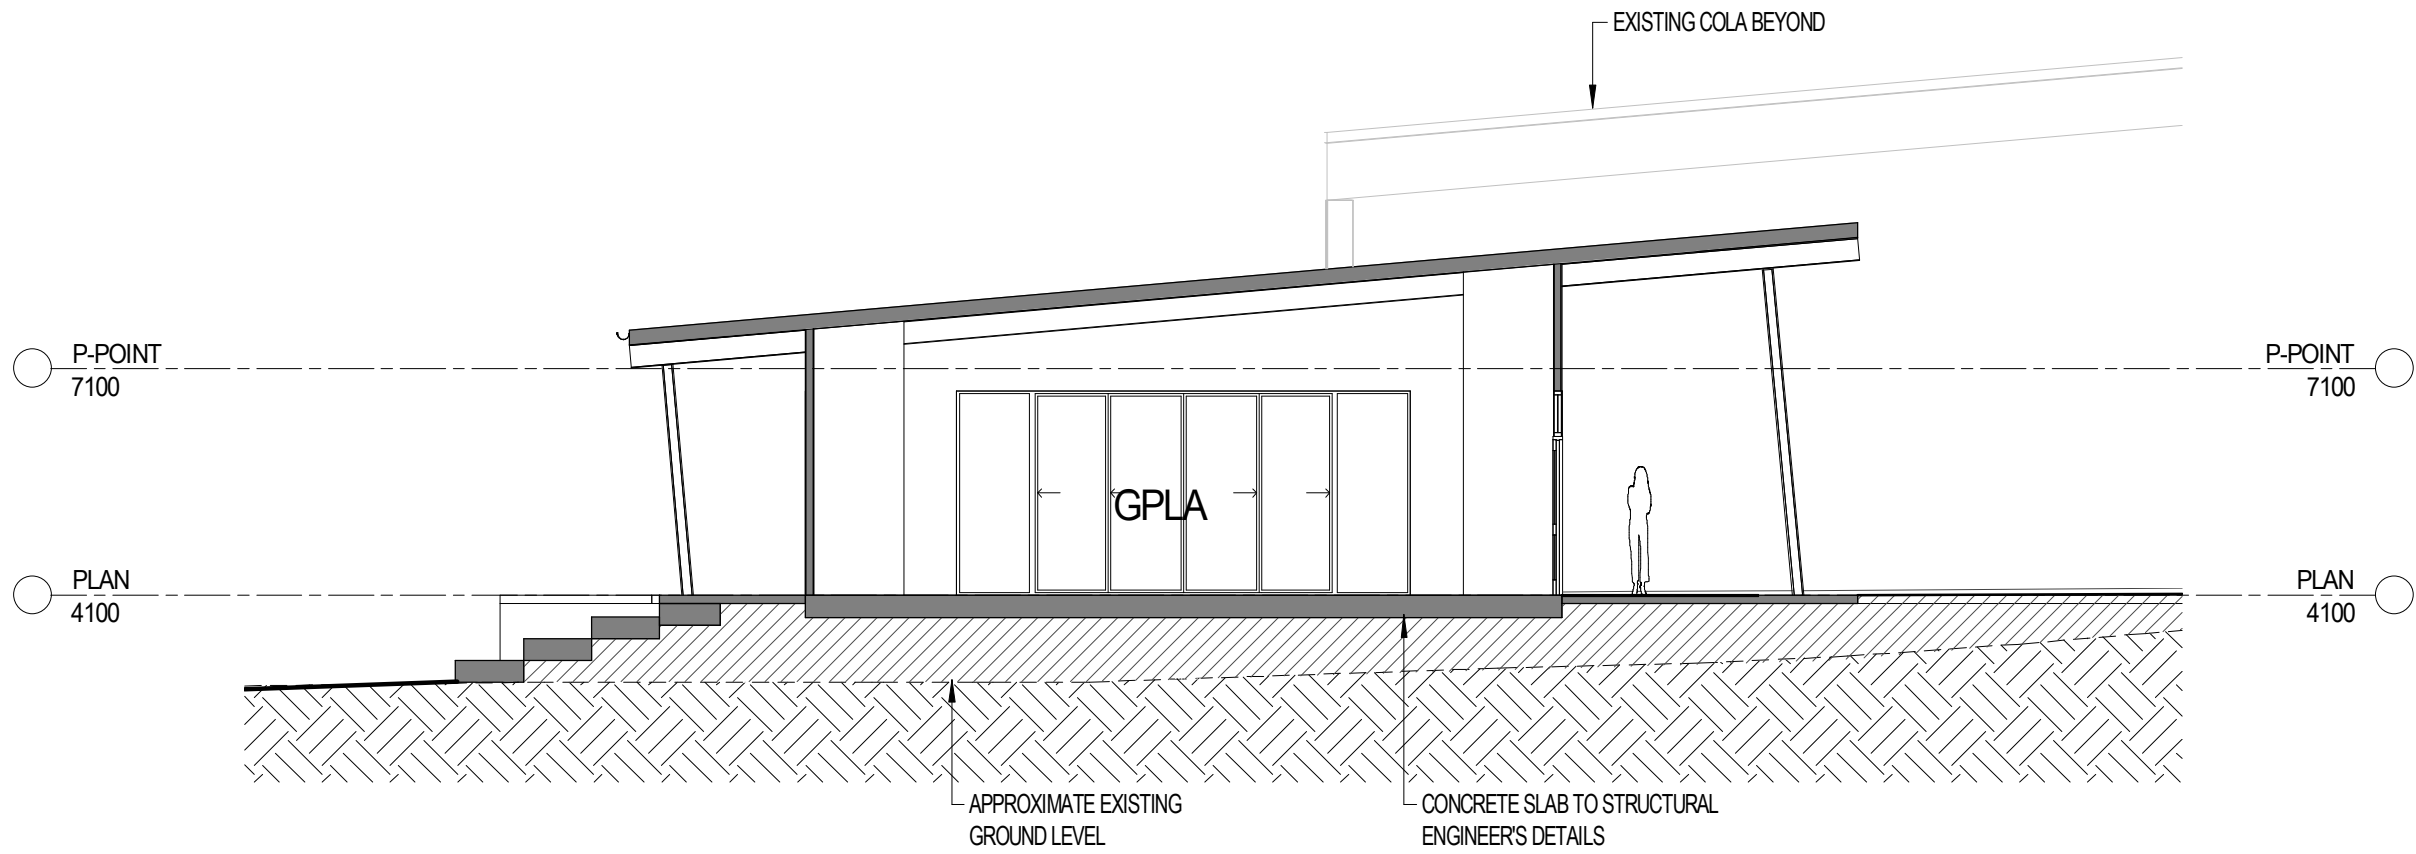 EXISTING COLA BEYOND
P-POINT
7100
P-POINT
7100
GPLA
PLAN
4100
PLAN
4100
APPROXIMATE EXISTING
GROUND LEVEL
CONCRETE SLAB TO STRUCTURAL
ENGINEER'S DETAILS